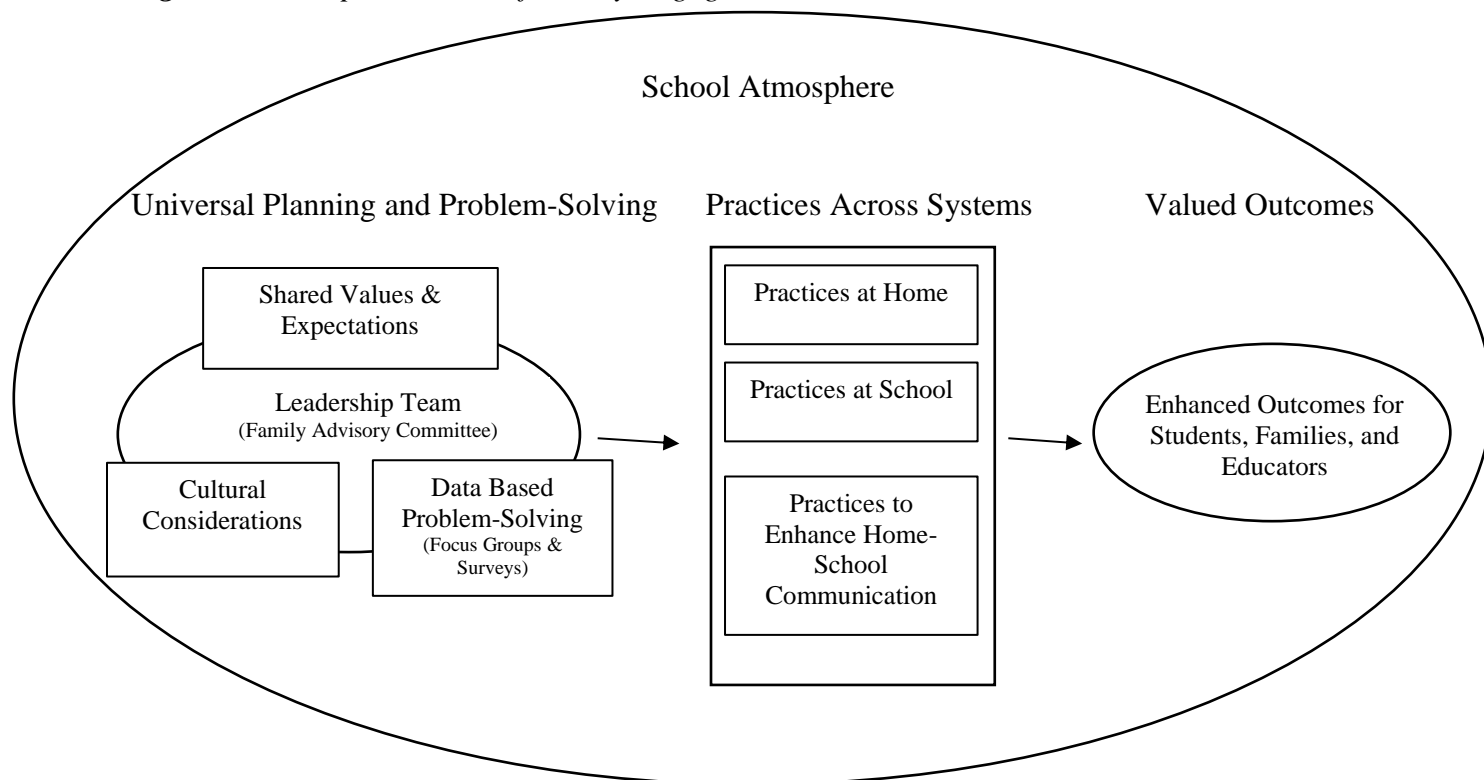 School Atmosphere
Universal Planning and Problem-Solving
Practices Across Systems
Valued Outcomes
Shared Values &
Expectations
Leadership Team
(Family Advisory Committee)
Cultural
Considerations
Data Based
Problem-Solving
(Focus Groups &
Surveys)
Practices at Home
Practices at School
Practices to
Enhance Home-
School
Communication
Enhanced Outcomes for
Students, Families, and
Educators